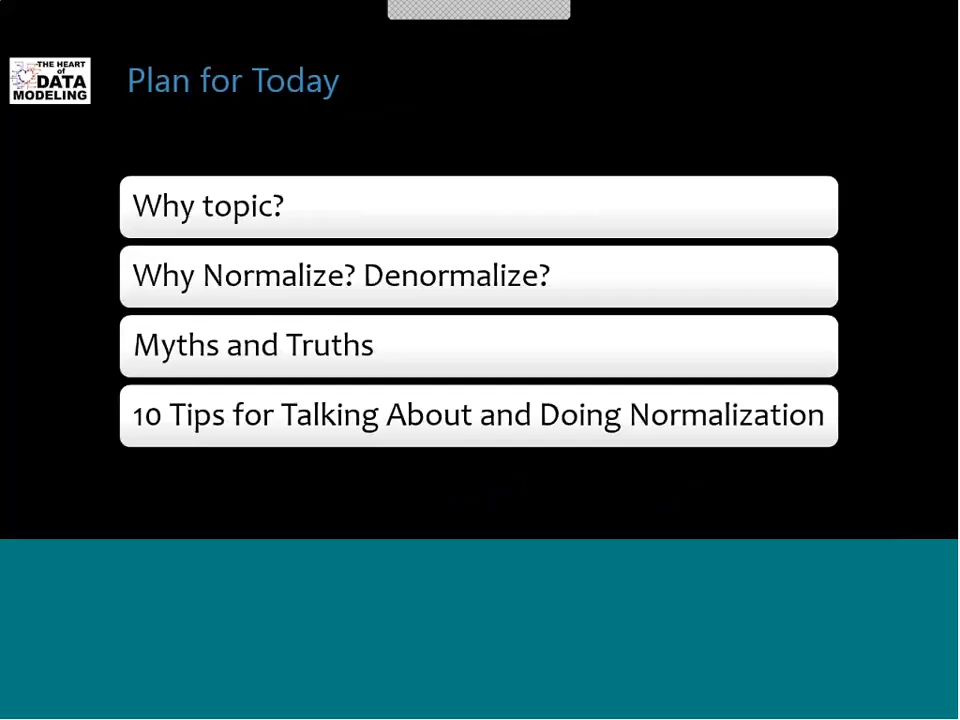 THE HEART
of
DATA
MODELING
Plan for Today
Why topic?
Why Normalize? Denormalize?
Myths and Truths
10 Tips for Talking About and Doing Normalization